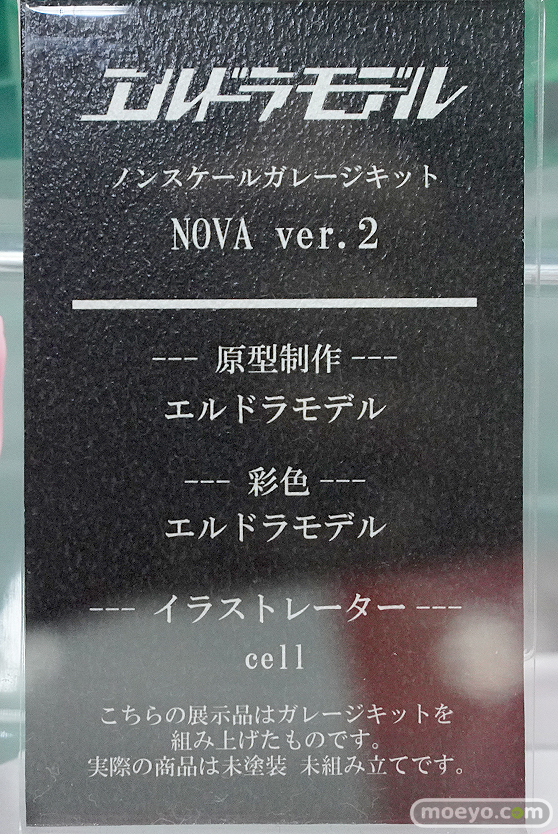 エルドラモデル
ノンスケールガレージキット
NOVA ver.2
--- 原型制作 ---
エルドラモデル
--- 彩色 ---
エルドラモデル
--- イラストレーター ---
cell
こちらの展示品はガレージキットを
組み上げたものです。
実際の商品は未塗装 未組み立てです。
moeyo.com